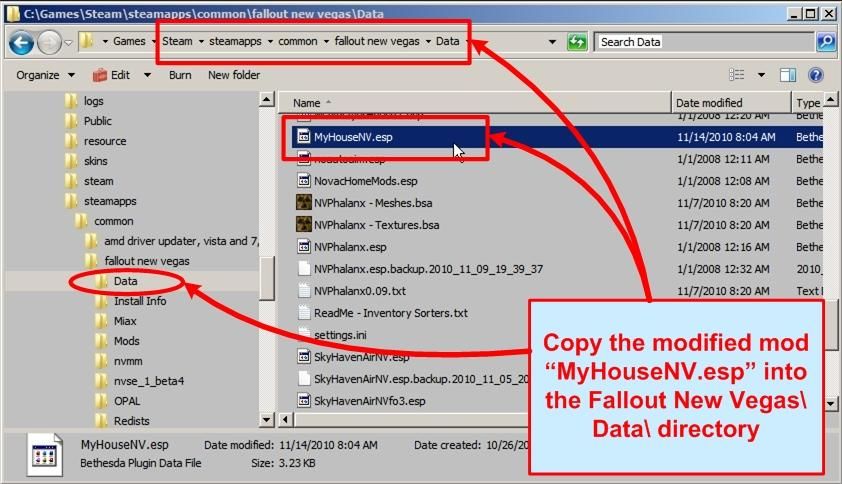 C:\Games\Steam\steamapps\common\fallout new vegas\Data
Games Steam steamapps common fallout new vegas Data
Search Data
Organize Edit Burn New folder
logs
Public
resource
skins
steam
steamapps
common
amd driver updater, vista and 7,
fallout new vegas
Data
Install Info
Miax
Mods
nvmm
nvse_1_beta4
OPAL
Redists
Name Date modified Type
1/1/2008 12:20 AM Bethe
MyHouseNV.esp 11/14/2010 8:04 AM Bethe
1/1/2008 12:11 AM Bethe
NovacHomeMods.esp 1/1/2008 12:08 AM Bethe
NVPhalanx - Meshes.bsa 11/7/2010 8:20 AM Bethe
NVPhalanx - Textures.bsa 11/7/2010 8:20 AM Bethe
NVPhalanx.esp 1/1/2008 12:16 AM Bethe
NVPhalanx.esp.backup.2010_11_09_19_39_37 1/1/2008 12:32 AM 2010_
NVPhalanx0.09.txt 11/7/2010 8:20 AM Text
ReadMe - Inventory Sorters.txt
settings.ini
SkyHavenAirNV.esp
SkyHavenAirNV.esp.backup.2010_11_05_20
SkyHavenAirNVfo3.esp
Copy the modified mod
“MyHouseNV.esp” into
the Fallout New Vegas\
Data\ directory
MyHouseNV.esp Date modified: 11/14/2010 8:04 AM Date created: 10/26/20
Bethesda Plugin Data File Size: 3.23 KB